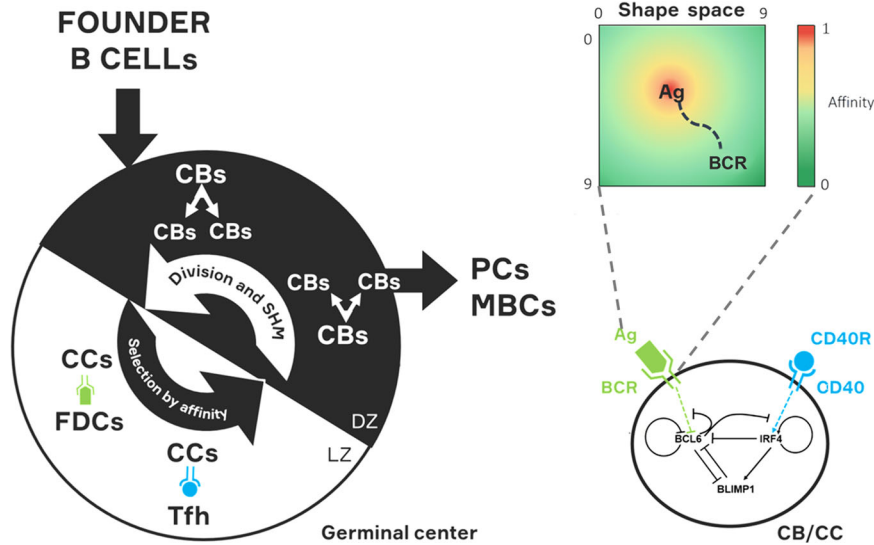 FOUNDER
B CELLs
CBs
CBs CBs
Division and SHM
CBs CBs
CBs
PCs
MBCs
Selection by affinity
CCs
FDCs
CCs
Tfh
DZ
LZ
Germinal center
Shape space
0 9
0
9
Ag
BCR
1
Affinity
0
Ag
BCR
CD40R
CD40
BCL6
IRF4
BLIMP1
CB/CC